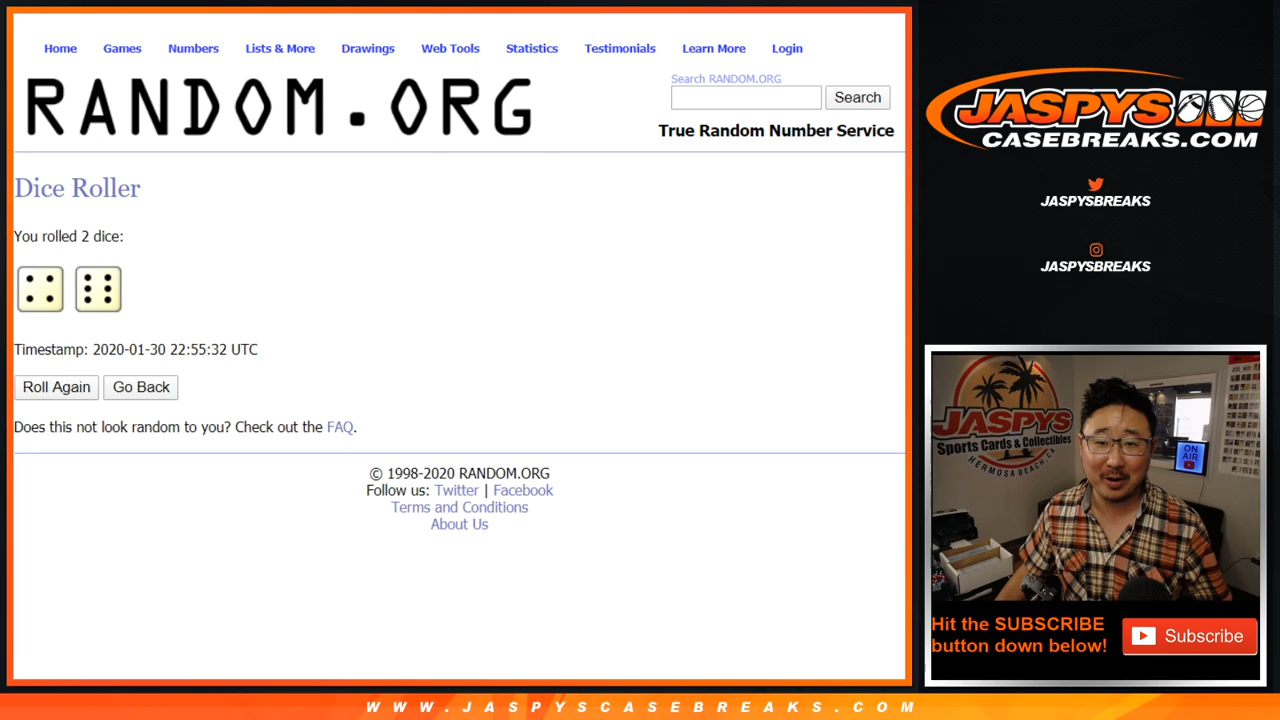 Home Games Numbers Lists & More Drawings Web Tools Statistics Testimonials Learn More Login
RANDOM.ORG
Search RANDOM.ORG
Search
True Random Number Service
Dice Roller
You rolled 2 dice:
Timestamp: 2020-01-30 22:55:32 UTC
Roll Again Go Back
Does this not look random to you? Check out the FAQ.
© 1998-2020 RANDOM.ORG
Follow us: Twitter | Facebook
Terms and Conditions
About Us
JASPYS
CASEBREAKS.COM
JASPYSBREAKS
JASPYSBREAKS
JASPYS
Sports Cards & Collectibles
HERMOSA BEACH, CA
ON
AIR
Hit the SUBSCRIBE
button down below!
Subscribe
WWW.JASPYSCASEBREAKS.COM